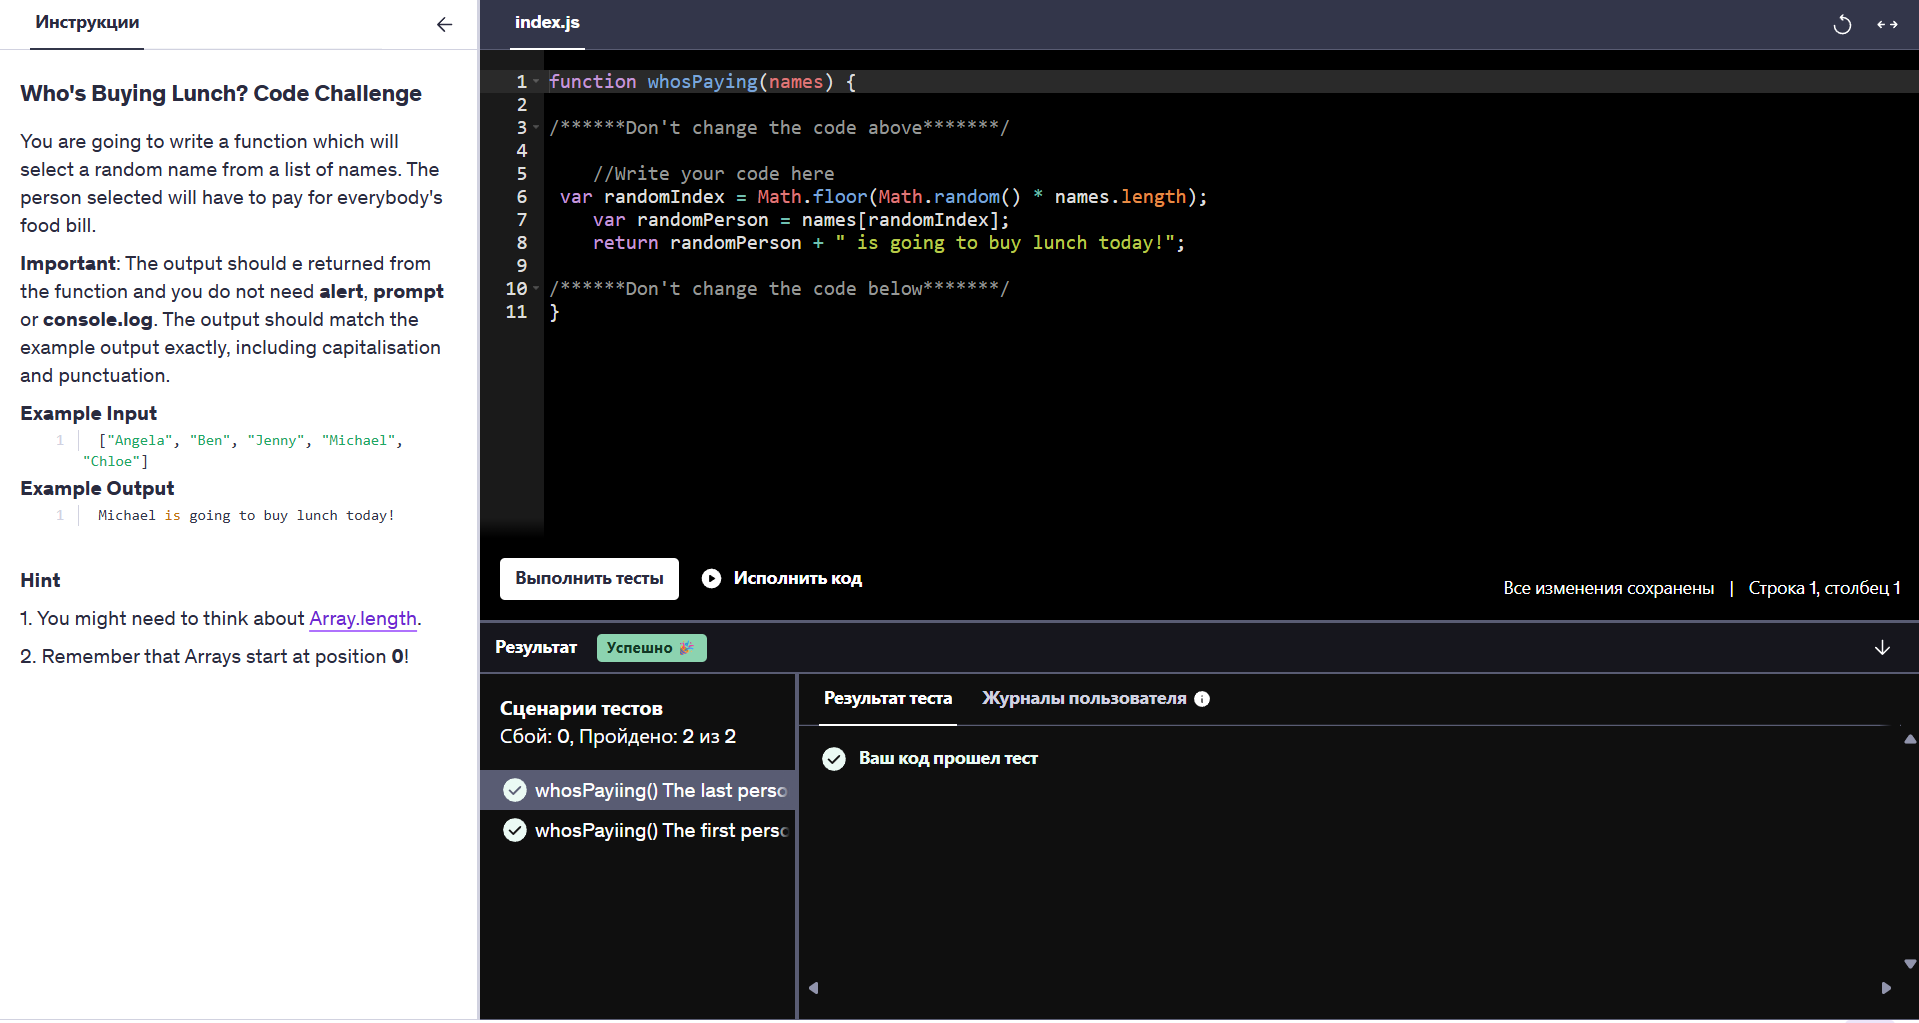 Инструкции
Who's Buying Lunch? Code Challenge
You are going to write a function which will
select a random name from a list of names. The
person selected will have to pay for everybody's
food bill.
Important: The output should e returned from
the function and you do not need alert, prompt
or console.log. The output should match the
example output exactly, including capitalisation
and punctuation.
Example Input
1 ["Angela", "Ben", "Jenny", "Michael",
"Chloe"]
Example Output
1 Michael is going to buy lunch today!
Hint
1. You might need to think about Array.length.
2. Remember that Arrays start at position 0!
index.js
1 function whosPaying(names) {
2
3 /******Don't change the code above*******/
4
5 //Write your code here
6 var randomIndex = Math.floor(Math.random() * names.length);
7 var randomPerson = names[randomIndex];
8 return randomPerson + " is going to buy lunch today!";
9
10 /******Don't change the code below*******/
11 }
Выполнить тесты
Исполнить код
Все изменения сохранены | Строка 1, столбец 1
Результат
Успешно 🎉
Сценарии тестов
Сбой: 0, Пройдено: 2 из 2
whosPayiing() The last perso
whosPayiing() The first perso
Результат теста
Журналы пользователя
Ваш код прошел тест